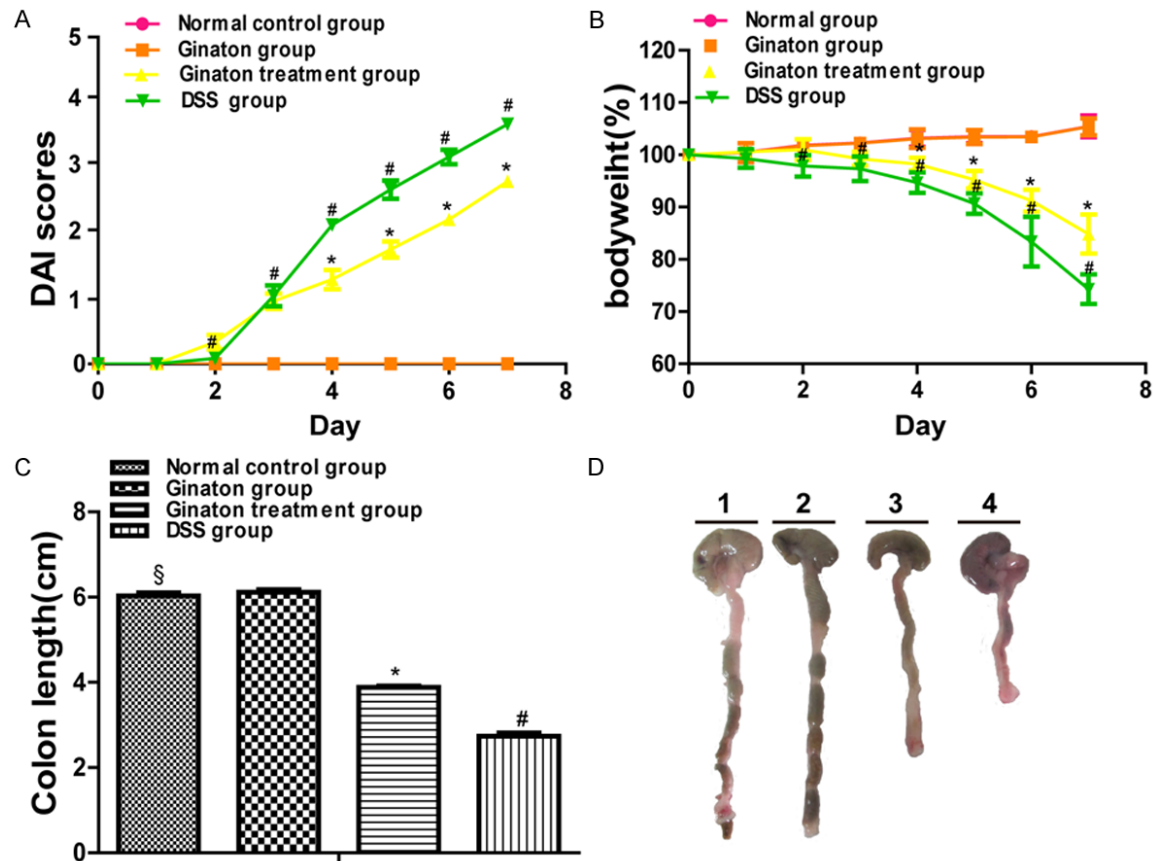 A
Normal control group
Ginaton group
Ginaton treatment group
DSS group
5
4
3
2
1
0
DAI scores
# # # # # #
* * * *
0 2 4 6 8
Day
B
Normal group
Ginaton group
Ginaton treatment group
DSS group
120
110
100
90
80
70
60
bodyweiht(%)
# # # # # #
* * * *
0 2 4 6 8
Day
C
Normal control group
Ginaton group
Ginaton treatment group
DSS group
8
6
4
2
0
Colon length(cm)
§
*
#
D
1 2 3 4